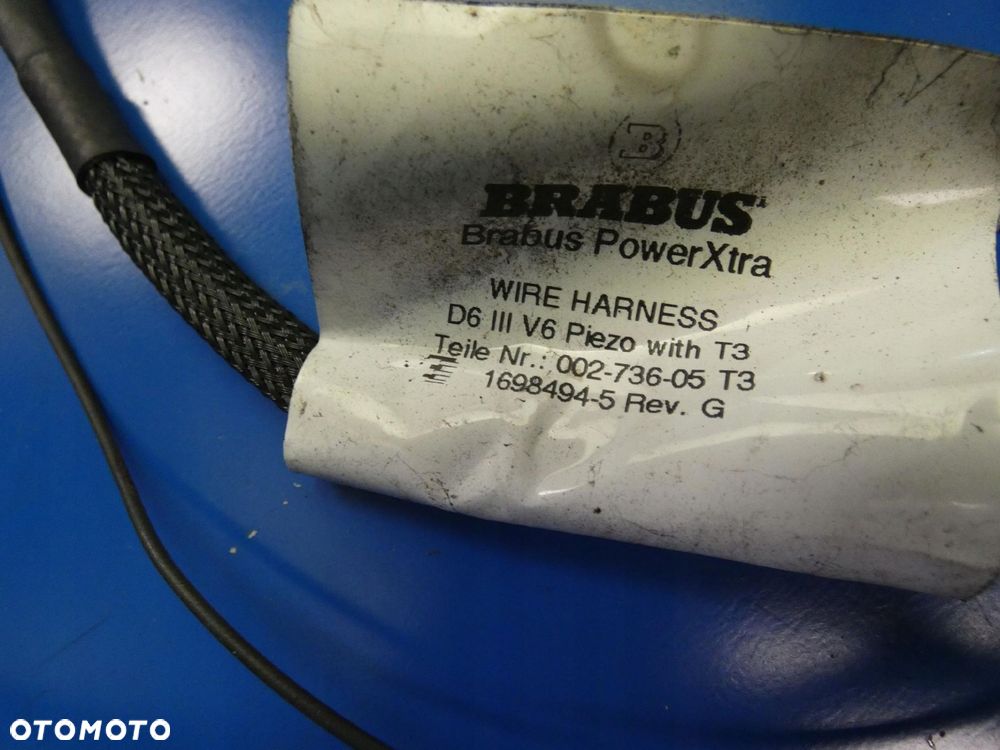 B
BRABUS
Brabus PowerXtra
WIRE HARNESS
D6 III V6 Piezo with T3
Teile Nr.: 002-736-05 T3
1698494-5 Rev. G
OTOMOTO